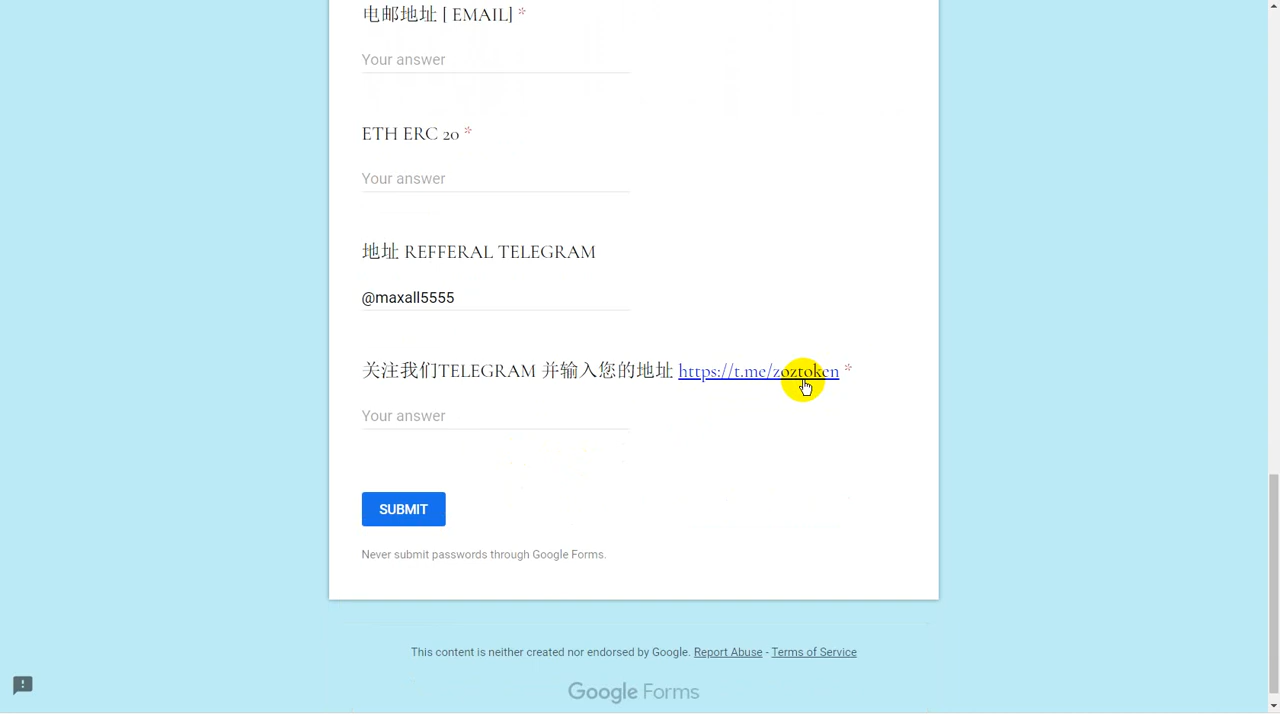 电邮地址 [ EMAIL] *
Your answer
ETH ERC 20 *
Your answer
地址 REFFERAL TELEGRAM
@maxall5555
关注我们TELEGRAM 并输入您的地址 https://t.me/zoztoken *
Your answer
SUBMIT
Never submit passwords through Google Forms.
This content is neither created nor endorsed by Google. Report Abuse - Terms of Service
Google Forms